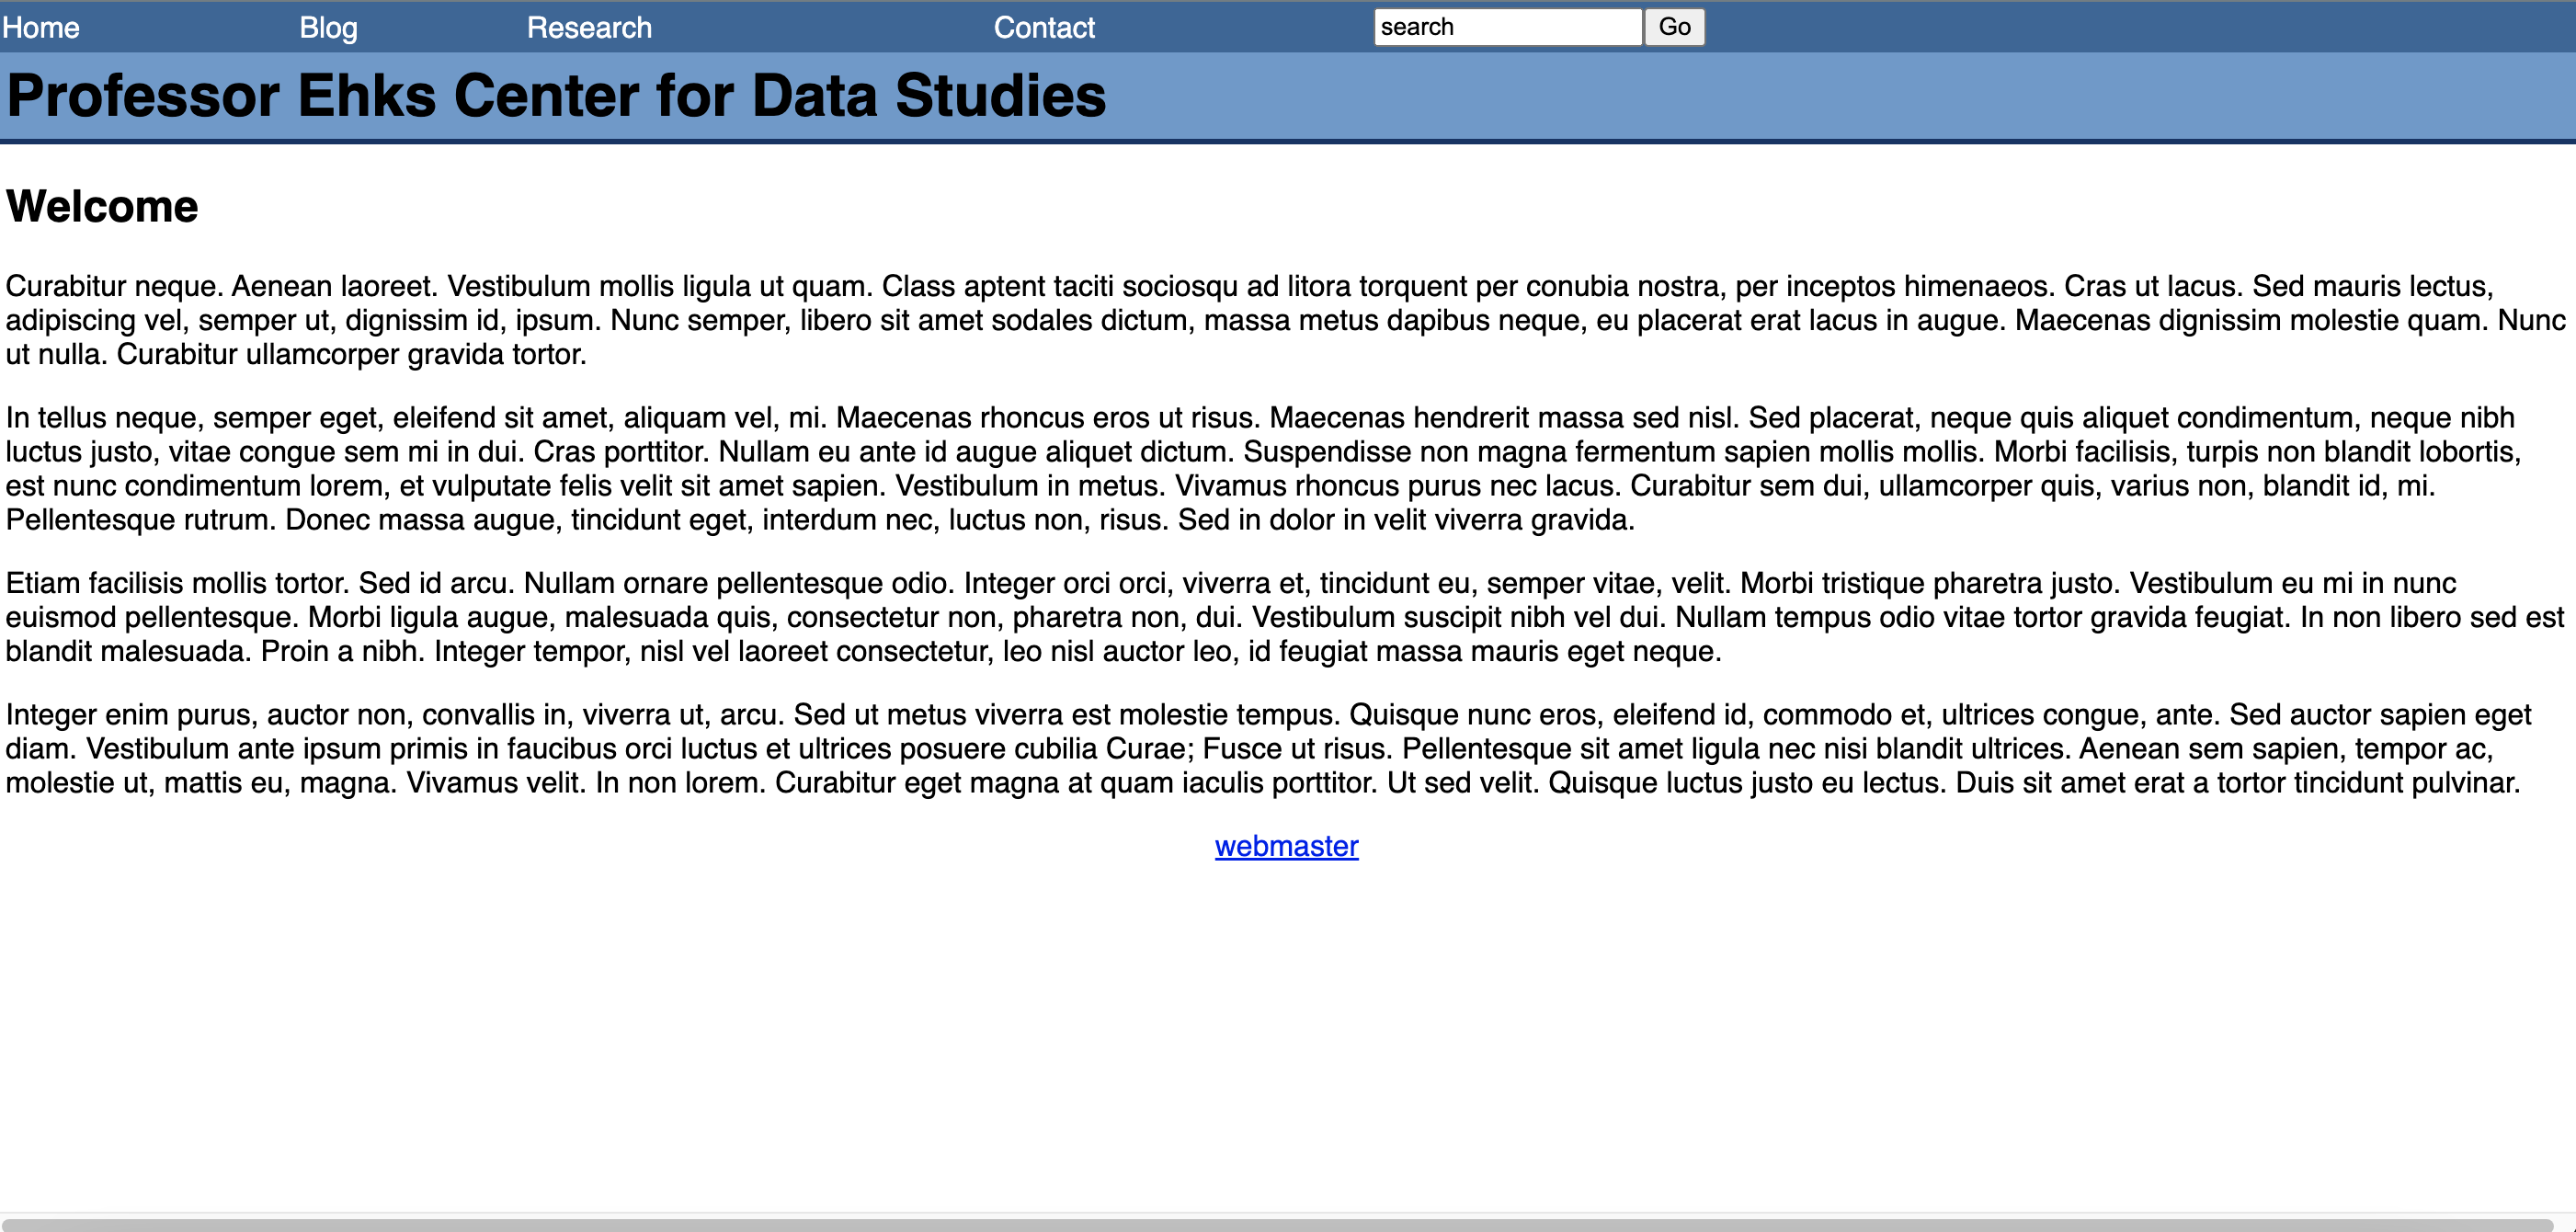 Home Blog Research Contact search Go
Professor Ehks Center for Data Studies
Welcome
Curabitur neque. Aenean laoreet. Vestibulum mollis ligula ut quam. Class aptent taciti sociosqu ad litora torquent per conubia nostra, per inceptos himenaeos. Cras ut lacus. Sed mauris lectus,
adipiscing vel, semper ut, dignissim id, ipsum. Nunc semper, libero sit amet sodales dictum, massa metus dapibus neque, eu placerat erat lacus in augue. Maecenas dignissim molestie quam. Nunc
ut nulla. Curabitur ullamcorper gravida tortor.
In tellus neque, semper eget, eleifend sit amet, aliquam vel, mi. Maecenas rhoncus eros ut risus. Maecenas hendrerit massa sed nisl. Sed placerat, neque quis aliquet condimentum, neque nibh
luctus justo, vitae congue sem mi in dui. Cras porttitor. Nullam eu ante id augue aliquet dictum. Suspendisse non magna fermentum sapien mollis mollis. Morbi facilisis, turpis non blandit lobortis,
est nunc condimentum lorem, et vulputate felis velit sit amet sapien. Vestibulum in metus. Vivamus rhoncus purus nec lacus. Curabitur sem dui, ullamcorper quis, varius non, blandit id, mi.
Pellentesque rutrum. Donec massa augue, tincidunt eget, interdum nec, luctus non, risus. Sed in dolor in velit viverra gravida.
Etiam facilisis mollis tortor. Sed id arcu. Nullam ornare pellentesque odio. Integer orci orci, viverra et, tincidunt eu, semper vitae, velit. Morbi tristique pharetra justo. Vestibulum eu mi in nunc
euismod pellentesque. Morbi ligula augue, malesuada quis, consectetur non, pharetra non, dui. Vestibulum suscipit nibh vel dui. Nullam tempus odio vitae tortor gravida feugiat. In non libero sed est
blandit malesuada. Proin a nibh. Integer tempor, nisl vel laoreet consectetur, leo nisl auctor leo, id feugiat massa mauris eget neque.
Integer enim purus, auctor non, convallis in, viverra ut, arcu. Sed ut metus viverra est molestie tempus. Quisque nunc eros, eleifend id, commodo et, ultrices congue, ante. Sed auctor sapien eget
diam. Vestibulum ante ipsum primis in faucibus orci luctus et ultrices posuere cubilia Curae; Fusce ut risus. Pellentesque sit amet ligula nec nisi blandit ultrices. Aenean sem sapien, tempor ac,
molestie ut, mattis eu, magna. Vivamus velit. In non lorem. Curabitur eget magna at quam iaculis porttitor. Ut sed velit. Quisque luctus justo eu lectus. Duis sit amet erat a tortor tincidunt pulvinar.
webmaster